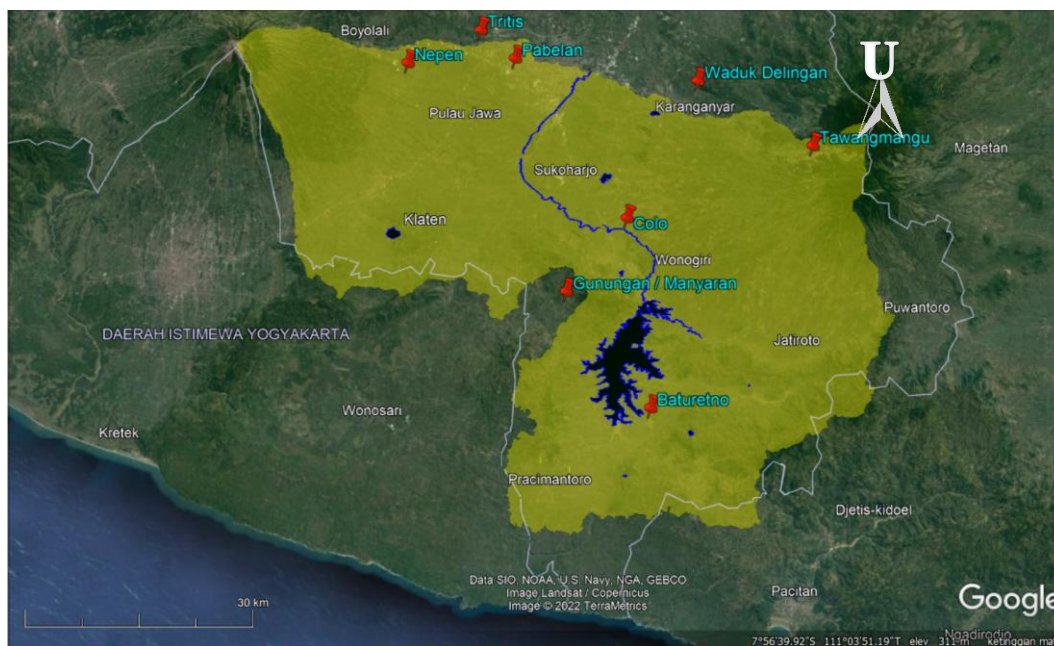 Tritis
Boyolali
Nepen
Pabelan
U
Waduk Delingan
Pulau Jawa
Karanganyar
Tawangmangu
Magetan
Sukoharjo
Klaten
Colo
Wonogiri
Gunungan / Manyaran
Puwantoro
DAERAH ISTIMEWA YOGYAKARTA
Jatiroto
Baturetno
Wonosari
Kretek
Pracimantoro
Djetis-kidoel
Data SIO, NOAA, U.S. Navy, NGA, GEBCO
Image Landsat / Copernicus
Image © 2022 TerraMetrics
Pacitan
Google
30 km
Ngadirodjo
7°56'39.92"S 111°03'51.19"T elev 311 m ketinggian